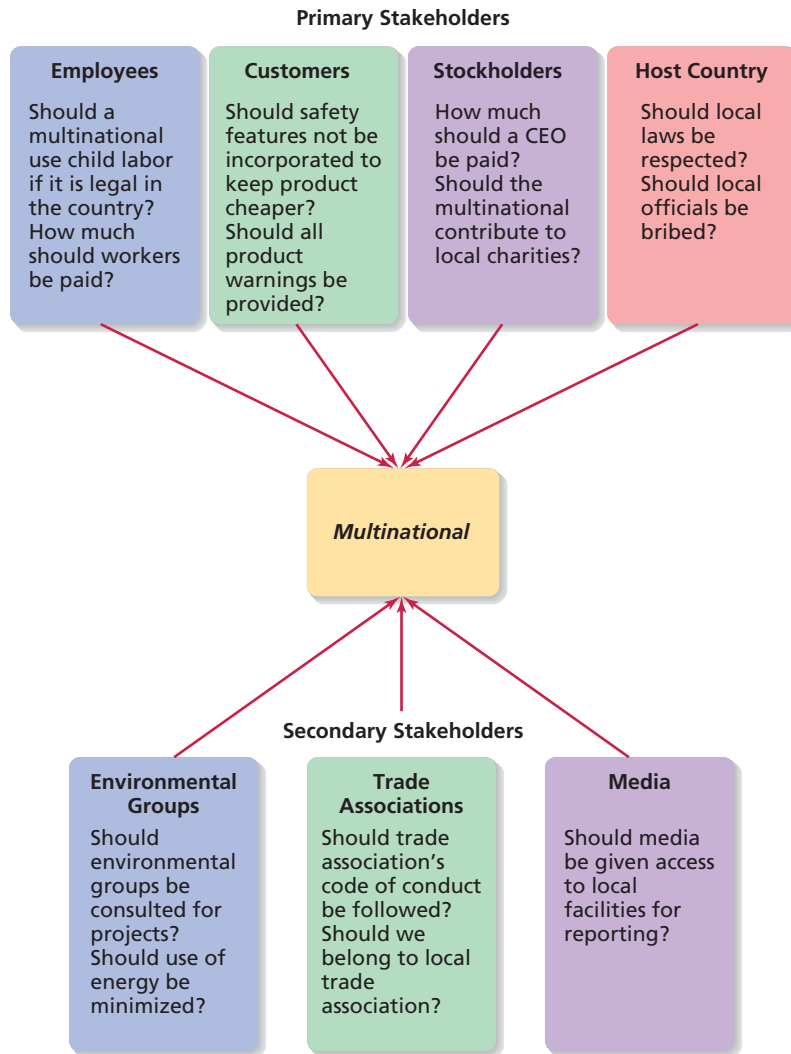 Primary Stakeholders
Employees
Should a
multinational
use child labor
if it is legal in
the country?
How much
should workers
be paid?
Customers
Should safety
features not be
incorporated to
keep product
cheaper?
Should all
product
warnings be
provided?
Stockholders
How much
should a CEO
be paid?
Should the
multinational
contribute to
local charities?
Host Country
Should local
laws be
respected?
Should local
officials be
bribed?
Multinational
Secondary Stakeholders
Environmental
Groups
Should
environmental
groups be
consulted for
projects?
Should use of
energy be
minimized?
Trade
Associations
Should trade
association's
code of conduct
be followed?
Should we
belong to local
trade
association?
Media
Should media
be given access
to local
facilities for
reporting?